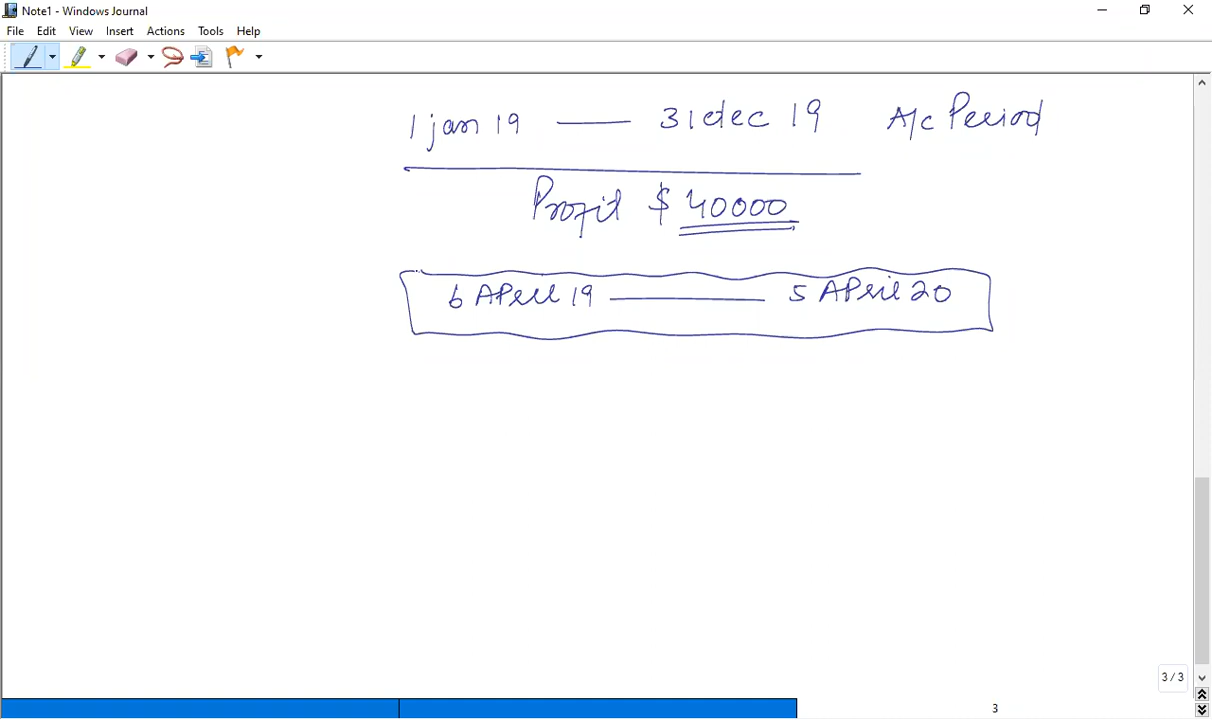 Note1 - Windows Journal
File Edit View Insert Actions Tools Help
1 jan 19 — 31 dec 19 A/c Period
Profit $ 40000
6 April 19 — 5 April 20
3 / 3
3